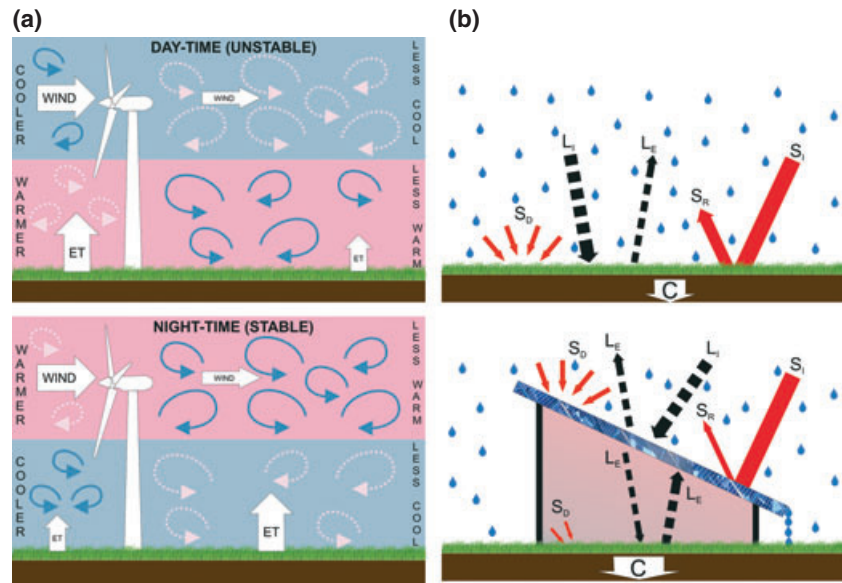 (a)
DAY-TIME (UNSTABLE)
COOLER
WIND
WIND
LESS COOL
WARMER
ET
ET
LESS WARM
NIGHT-TIME (STABLE)
WARMER
WIND
WIND
LESS WARM
COOLER
ET
ET
LESS COOL
(b)
LI
LE
SI
SR
SD
C
SD
LE
LI
SI
SR
LE
LE
SD
C